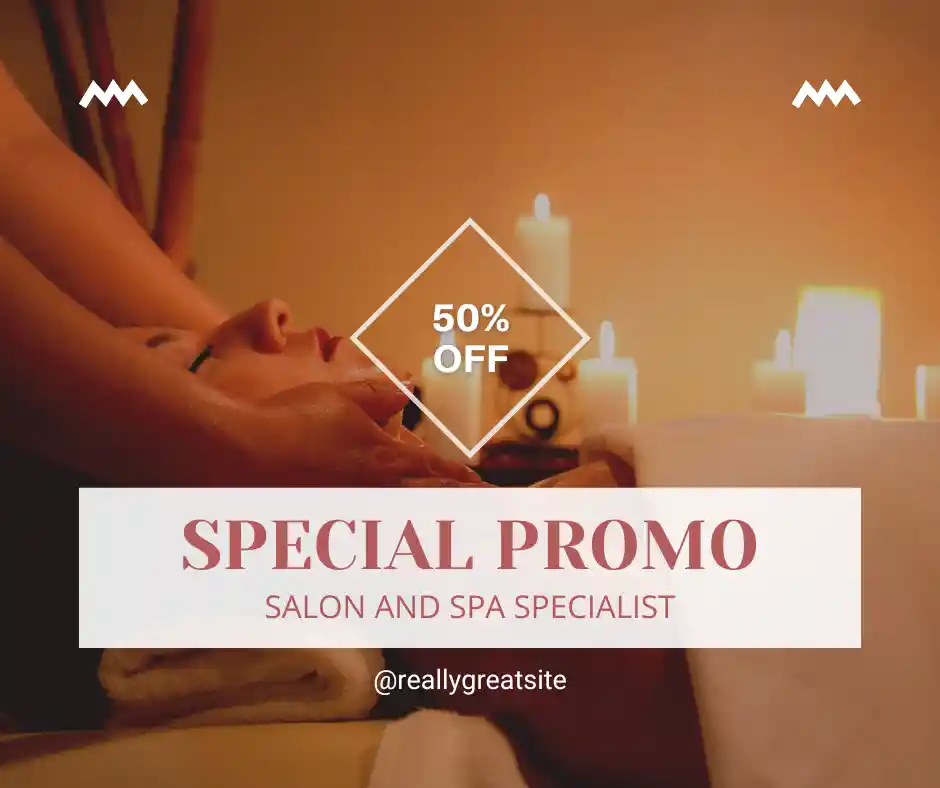 50%
OFF
SPECIAL PROMO
SALON AND SPA SPECIALIST
@reallygreatsite